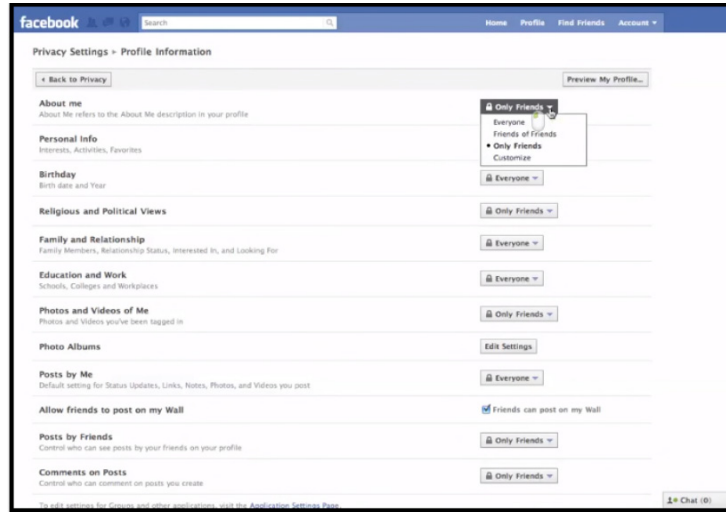 facebook
Search
Home Profile Find Friends Account
Privacy Settings ▸ Profile Information
Back to Privacy
Preview My Profile...
About me
About Me refers to the About Me description in your profile
Only Friends
Everyone
Friends of Friends
• Only Friends
Customize
Personal Info
Interests, Activities, Favorites
Birthday
Birth date and Year
Everyone
Religious and Political Views
Only Friends
Family and Relationship
Family Members, Relationship Status, Interested In, and Looking For
Everyone
Education and Work
Schools, Colleges and Workplaces
Everyone
Photos and Videos of Me
Photos and Videos you've been tagged in
Only Friends
Photo Albums
Edit Settings
Posts by Me
Default setting for Status Updates, Links, Notes, Photos, and Videos you post
Everyone
Allow friends to post on my Wall
Friends can post on my Wall
Posts by Friends
Control who can see posts by your friends on your profile
Only Friends
Comments on Posts
Control who can comment on posts you create
Only Friends
To edit settings for Groups and other applications, visit the Application Settings Page.
Chat (0)